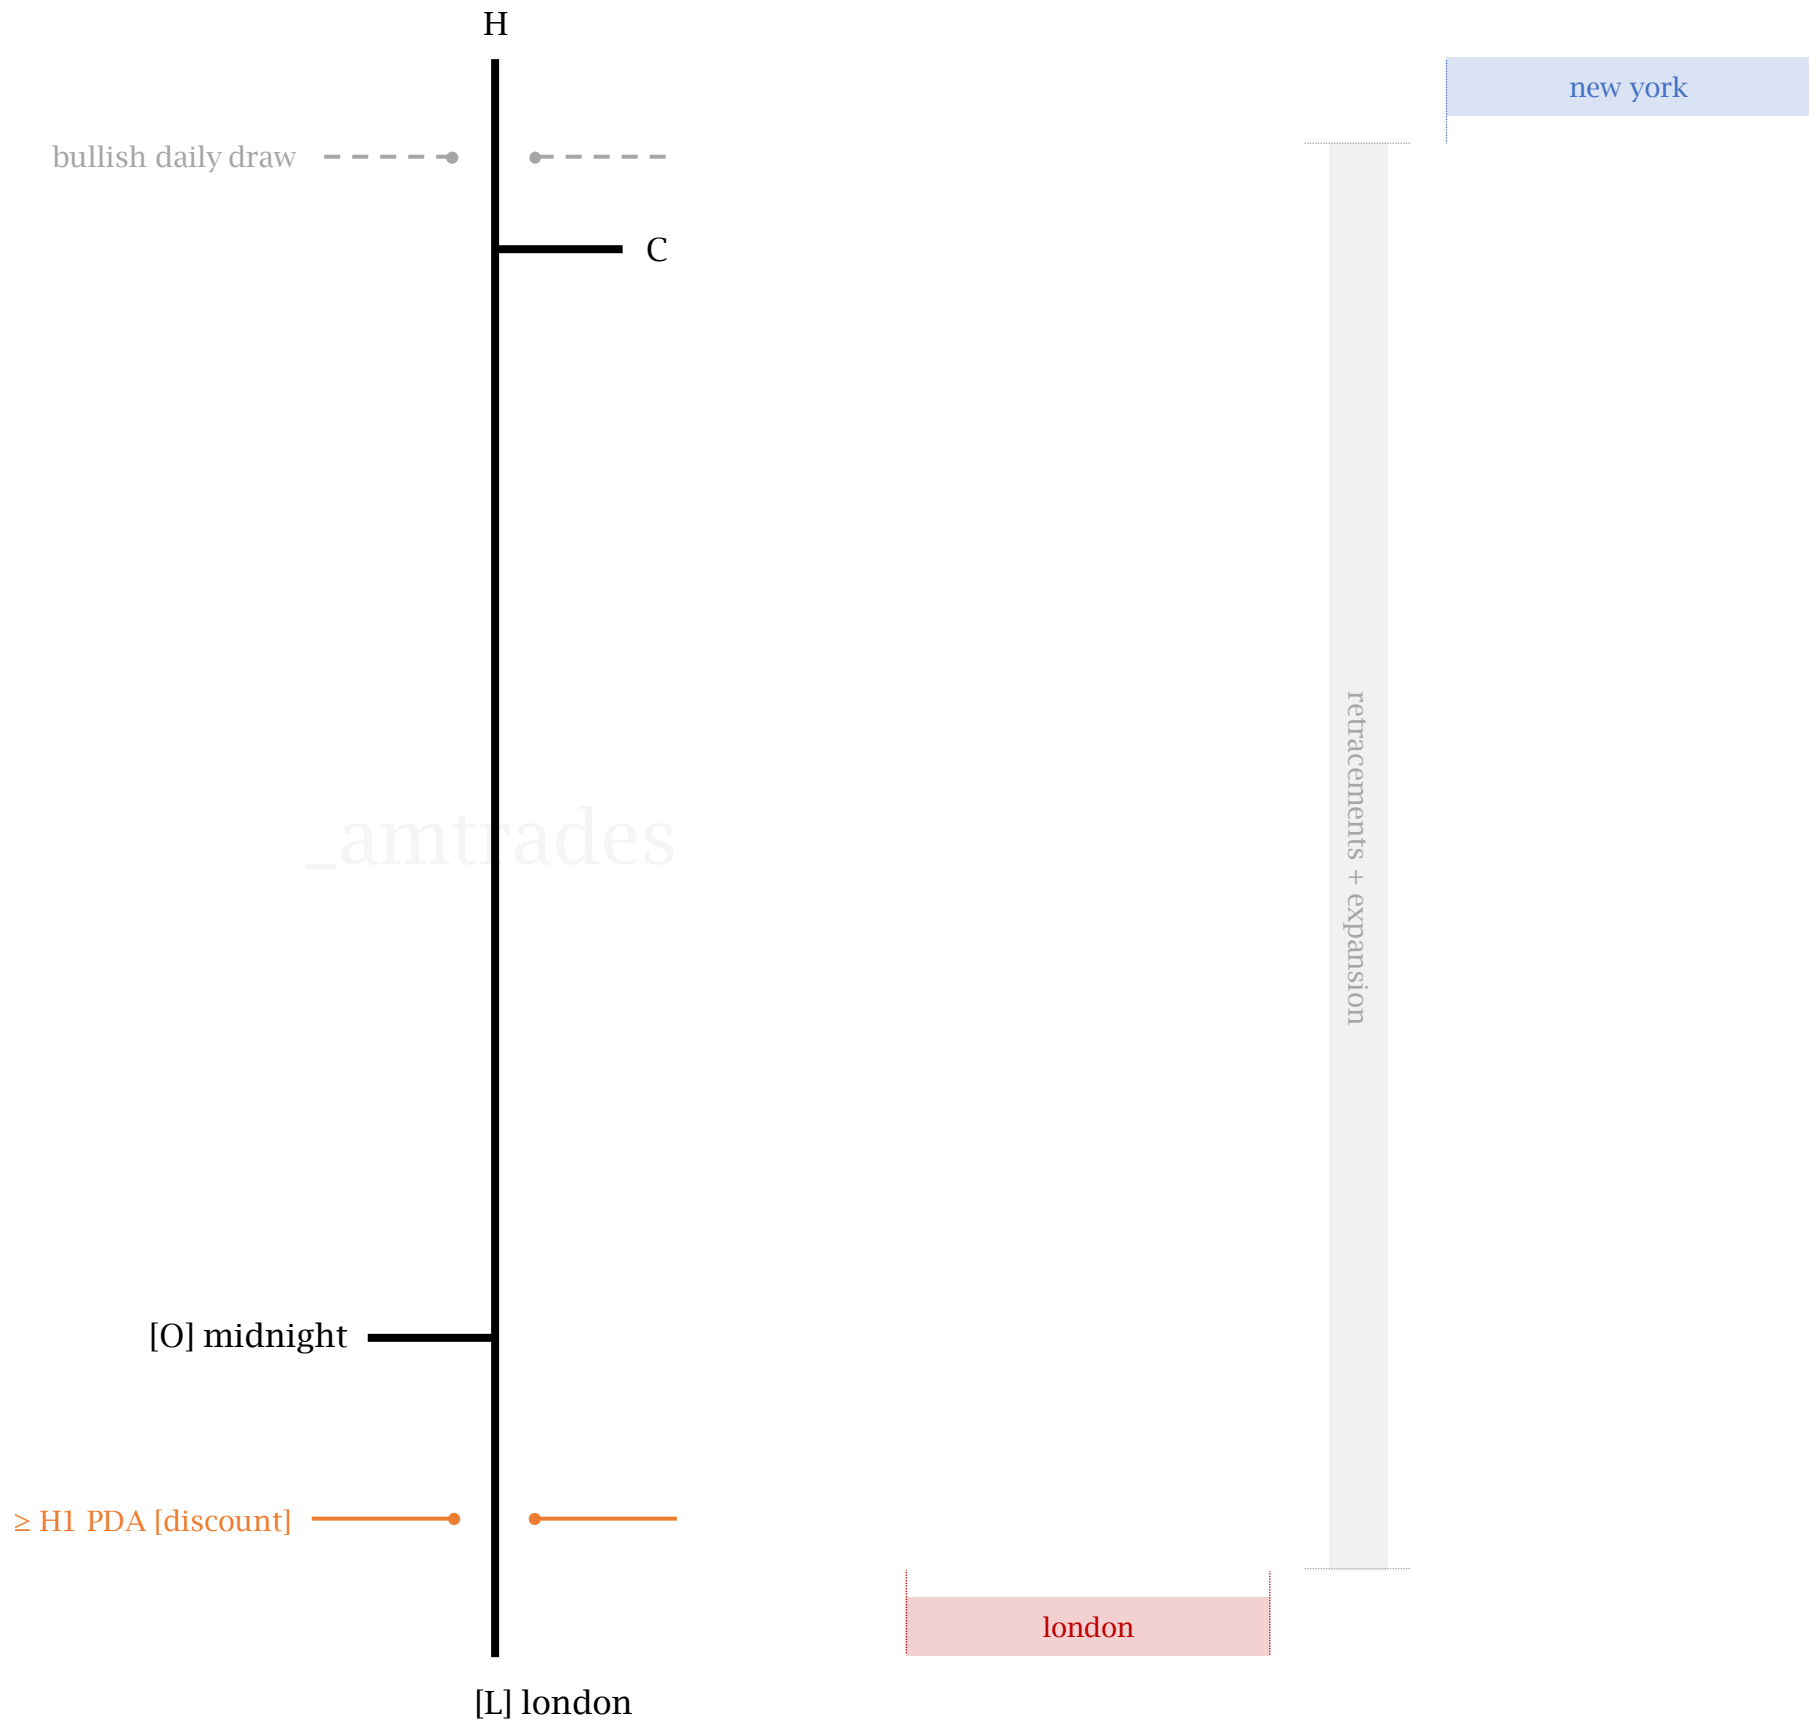 H
new york
bullish daily draw
C
retracements + expansion
_amtrades
[O] midnight
≥ H1 PDA [discount]
london
[L] london